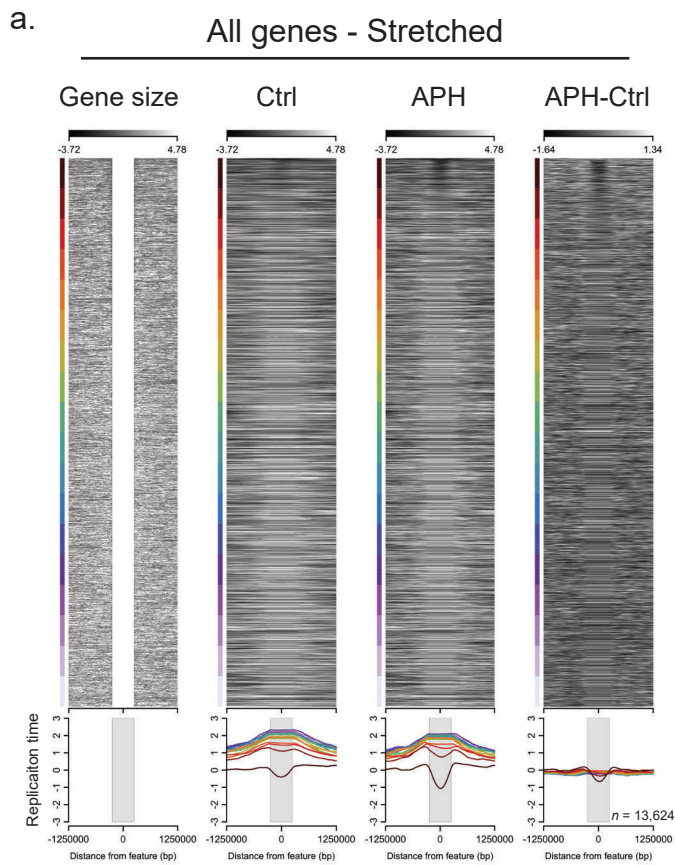 a.
All genes - Stretched
Gene size
Ctrl
APH
APH-Ctrl
-3.72 4.78
-3.72 4.78
-3.72 4.78
-1.64 1.34
Replicaiton time
3
2
1
0
-1
-2
-3
3
2
1
0
-1
-2
-3
3
2
1
0
-1
-2
-3
3
2
1
0
-1
-2
-3
n = 13,624
-1250000 0 1250000
-1250000 0 1250000
-1250000 0 1250000
-1250000 0 1250000
Distance from feature (bp)
Distance from feature (bp)
Distance from feature (bp)
Distance from feature (bp)